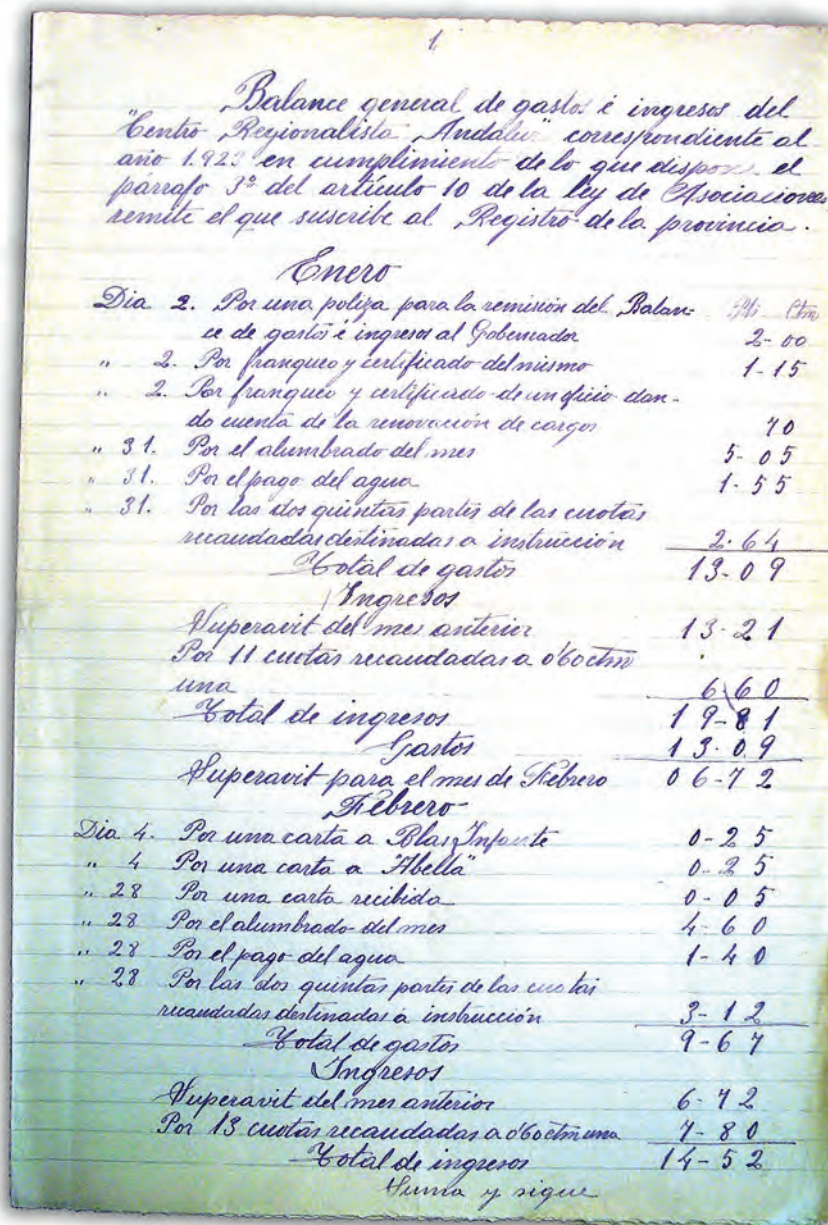 1
Balance general de gastos é ingresos del
"Centro Regionalista Andaluz" correspondiente al
año 1.923 en cumplimiento de lo que dispone el
párrafo 3º del artículo 10 de la ley de Asociaciones
remite el que suscribe al Registro de la provincia.
Enero
Dia 2. Por una poliza para la remisión del Balan- Pts Ctm
ce de gastos é ingresos al Gobernador 2-00
" 2. Por franqueo y certificado del mismo 1-15
" 2. Por franqueo y certificado de un oficio dan-
do cuenta de la renovación de cargos 70
" 31. Por el alumbrado del mes 5-05
" 31. Por el pago del agua 1-55
" 31. Por las dos quintas partes de las cuotas
recaudadas destinadas a instrucción 2.64
Total de gastos 13-09
Ingresos
Superavit del mes anterior 13-21
Por 11 cuotas recaudadas a 0'60 ctm
una 6 60
Total de ingresos 19-81
Gastos 13.09
Superavit para el mes de Febrero 06-72
Febrero
Dia 4. Por una carta a Blas Infante 0-25
" 4 Por una carta a "Abella" 0-25
" 28 Por una carta recibida 0-05
" 28 Por el alumbrado del mes 4-60
" 28 Por el pago del agua 1-40
" 28 Por las dos quintas partes de las cuotas
recaudadas destinadas a instrucción 3-12
Total de gastos 9-67
Ingresos
Superavit del mes anterior 6-72
Por 13 cuotas recaudadas a 0'60 ctm una 7-80
Total de ingresos 14-52
Suma y sigue